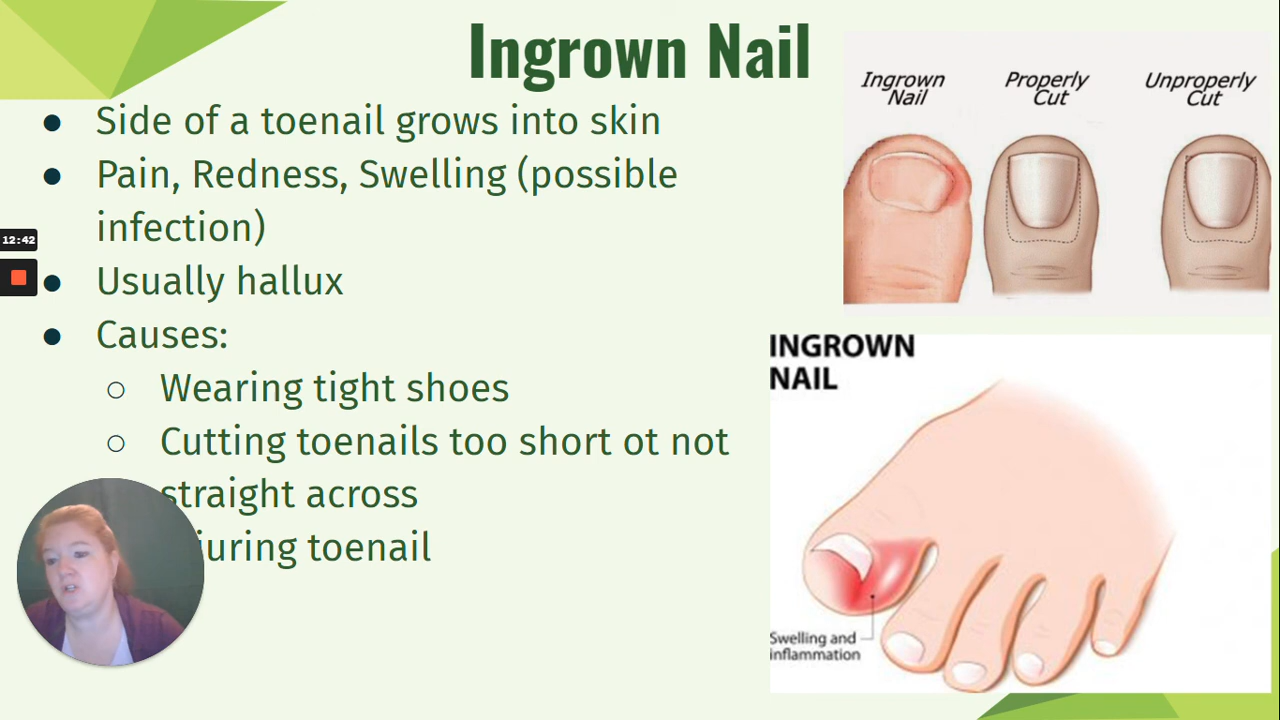 Ingrown Nail
Side of a toenail grows into skin
Pain, Redness, Swelling (possible
infection)
Usually hallux
Causes:
Wearing tight shoes
Cutting toenails too short ot not
straight across
juring toenail
12:42
Ingrown
Nail
Properly
Cut
Unproperly
Cut
INGROWN
NAIL
Swelling and
inflammation